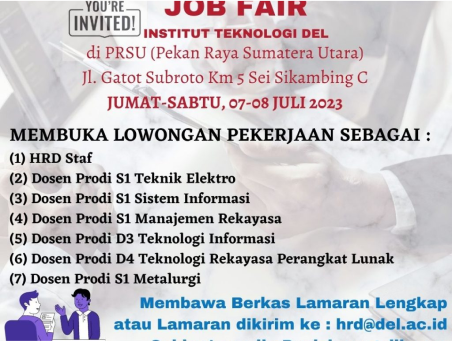 YOU'RE
INVITED!
JOB FAIR
INSTITUT TEKNOLOGI DEL
di PRSU (Pekan Raya Sumatera Utara)
Jl. Gatot Subroto Km 5 Sei Sikambing C
JUMAT-SABTU, 07-08 JULI 2023
MEMBUKA LOWONGAN PEKERJAAN SEBAGAI :
(1) HRD Staf
(2) Dosen Prodi S1 Teknik Elektro
(3) Dosen Prodi S1 Sistem Informasi
(4) Dosen Prodi S1 Manajemen Rekayasa
(5) Dosen Prodi D3 Teknologi Informasi
(6) Dosen Prodi D4 Teknologi Rekayasa Perangkat Lunak
(7) Dosen Prodi S1 Metalurgi
Membawa Berkas Lamaran Lengkap
atau Lamaran dikirim ke : hrd@del.ac.id